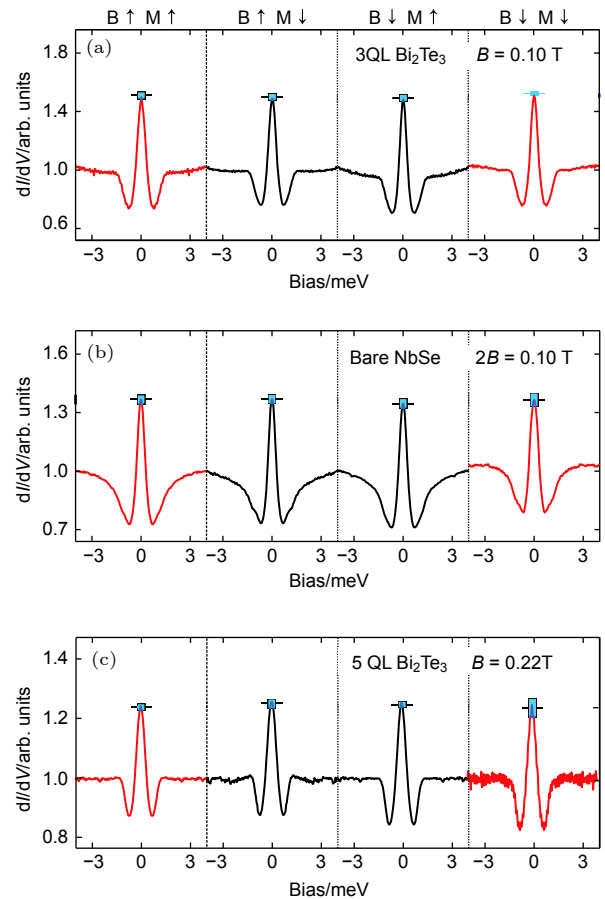 B ↑ M ↑ B ↑ M ↓ B ↓ M ↑ B ↓ M ↓
(a) 3QL Bi₂Te₃ B = 0.10 T
1.8
1.4
1.0
0.6
dI/dV/arb. units
−3 0 3 −3 0 3 −3 0 3 −3 0 3
Bias/meV
(b) Bare NbSe 2B = 0.10 T
1.6
1.3
1.0
0.7
dI/dV/arb. units
−3 0 3 −3 0 3 −3 0 3 −3 0 3
Bias/meV
(c) 5 QL Bi₂Te₃ B = 0.22T
1.4
1.2
1.0
0.8
dI/dV/arb. units
−3 0 3 −3 0 3 −3 0 3 −3 0 3
Bias/meV